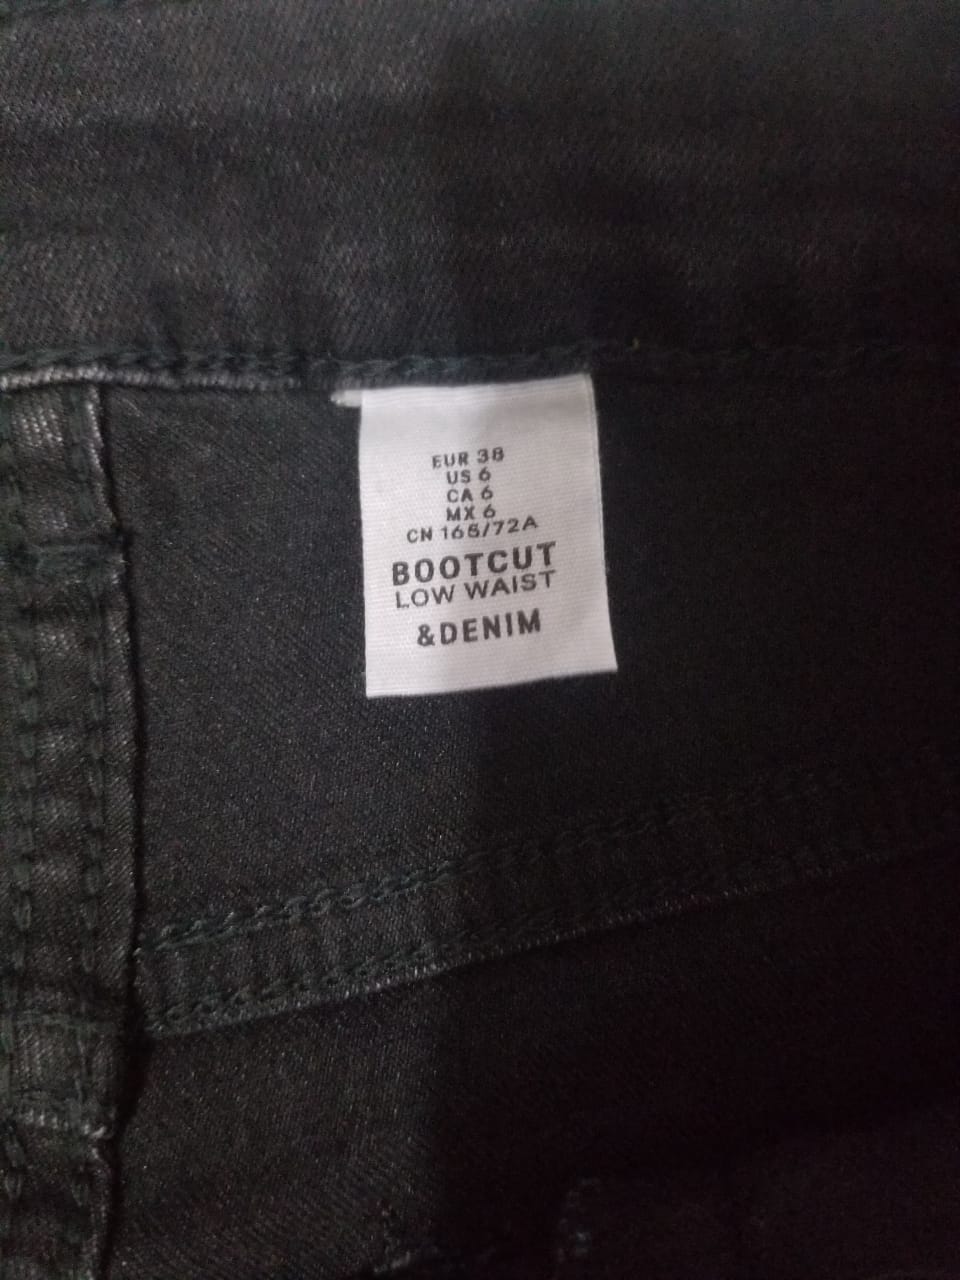 EUR 38
US 6
CA 6
MX 6
CN 165/72A
BOOTCUT
LOW WAIST
&DENIM